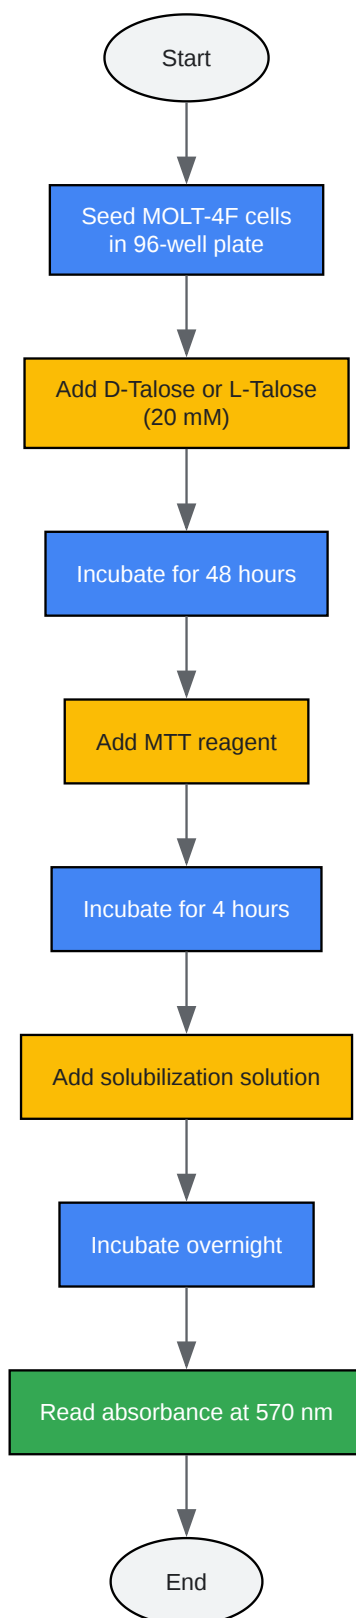 Start
Seed MOLT-4F cells
in 96-well plate
Add D-Talose or L-Talose
(20 mM)
Incubate for 48 hours
Add MTT reagent
Incubate for 4 hours
Add solubilization solution
Incubate overnight
Read absorbance at 570 nm
End